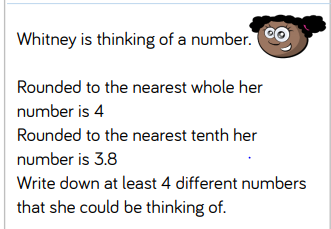 Whitney is thinking of a number.
Rounded to the nearest whole her
number is 4
Rounded to the nearest tenth her
number is 3.8
Write down at least 4 different numbers
that she could be thinking of.